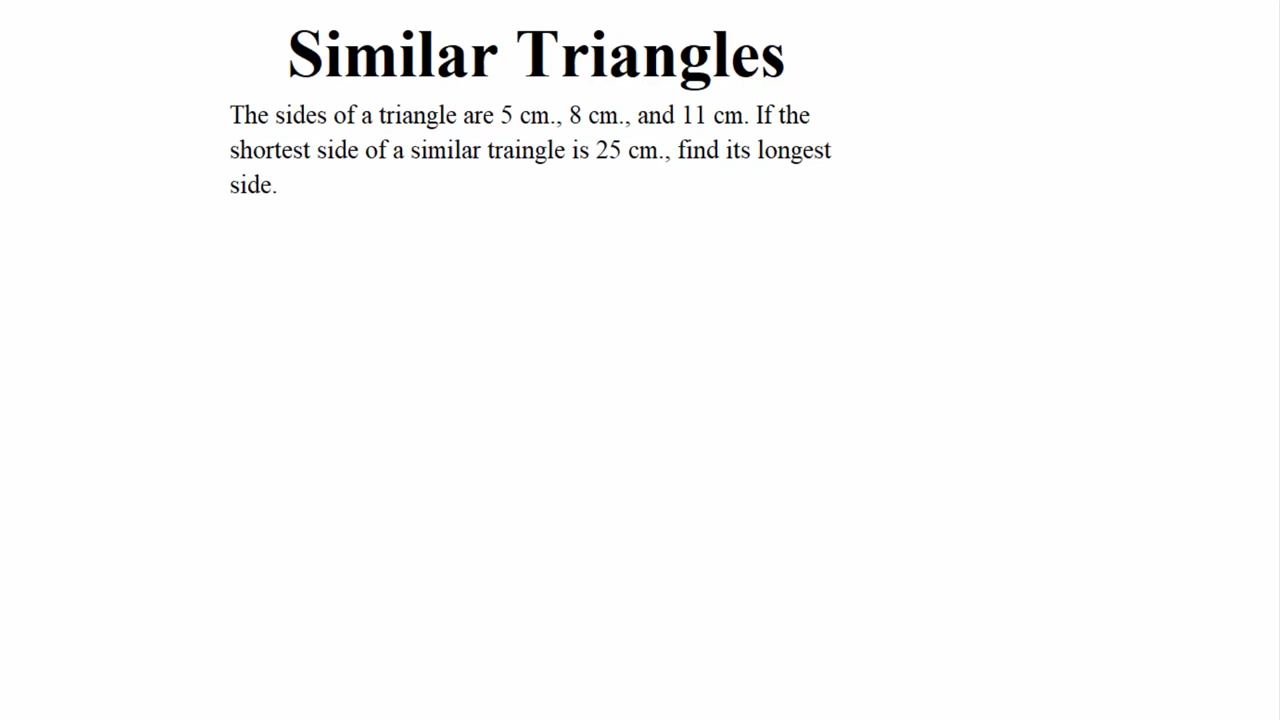 Similar Triangles
The sides of a triangle are 5 cm., 8 cm., and 11 cm. If the
shortest side of a similar traingle is 25 cm., find its longest
side.